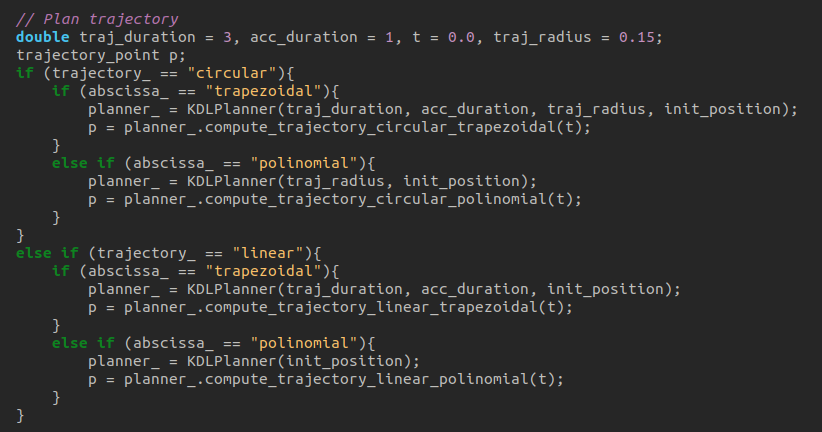 // Plan trajectory
double traj_duration = 3, acc_duration = 1, t = 0.0, traj_radius = 0.15;
trajectory_point p;
if (trajectory_ == "circular"){
    if (abscissa_ == "trapezoidal"){
        planner_ = KDLPlanner(traj_duration, acc_duration, traj_radius, init_position);
        p = planner_.compute_trajectory_circular_trapezoidal(t);
    }
    else if (abscissa_ == "polinomial"){
        planner_ = KDLPlanner(traj_radius, init_position);
        p = planner_.compute_trajectory_circular_polinomial(t);
    }
}
else if (trajectory_ == "linear"){
    if (abscissa_ == "trapezoidal"){
        planner_ = KDLPlanner(traj_duration, acc_duration, init_position);
        p = planner_.compute_trajectory_linear_trapezoidal(t);
    }
    else if (abscissa_ == "polinomial"){
        planner_ = KDLPlanner(init_position);
        p = planner_.compute_trajectory_linear_polinomial(t);
    }
}